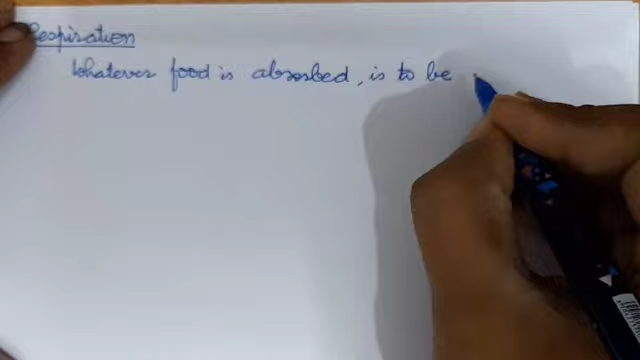 Respiration
Whatever food is absorbed, is to be